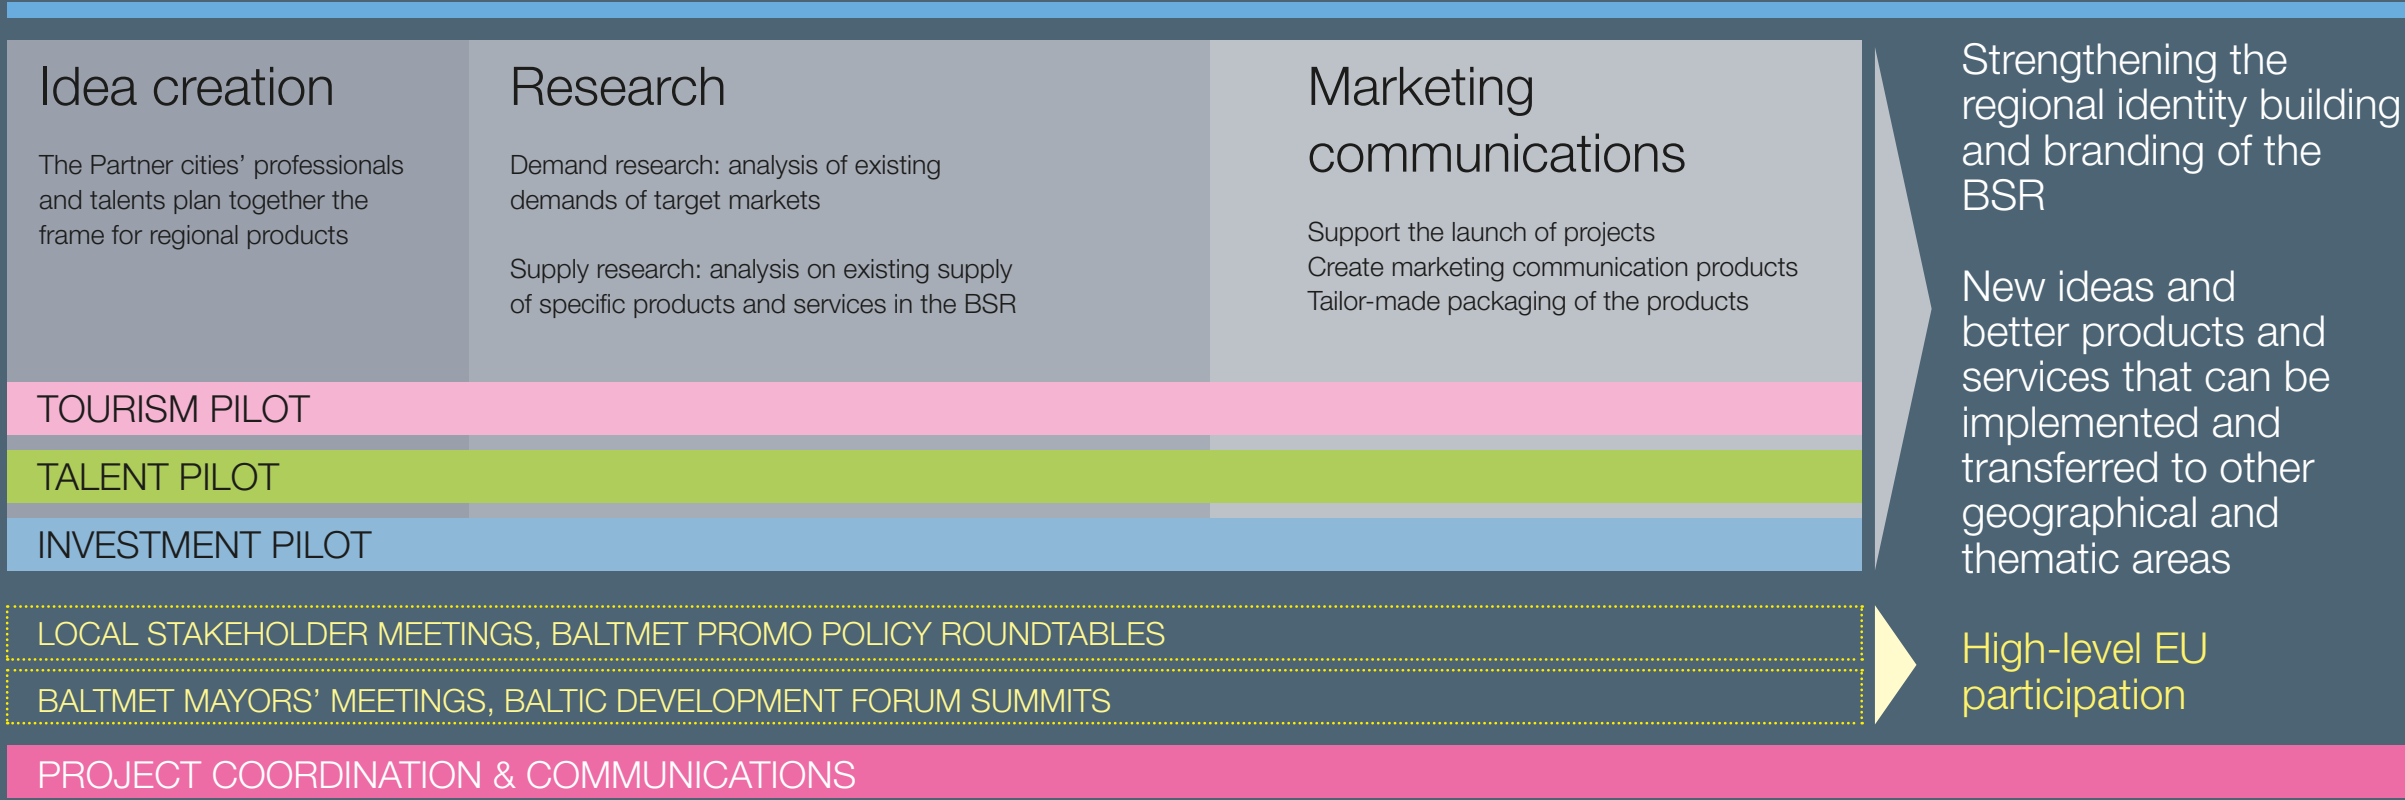 Idea creation
The Partner cities’ professionals
and talents plan together the
frame for regional products
Research
Demand research: analysis of existing
demands of target markets
Supply research: analysis on existing supply
of specific products and services in the BSR
Marketing
communications
Support the launch of projects
Create marketing communication products
Tailor-made packaging of the products
TOURISM PILOT
TALENT PILOT
INVESTMENT PILOT
Strengthening the
regional identity building
and branding of the
BSR
New ideas and
better products and
services that can be
implemented and
transferred to other
geographical and
thematic areas
LOCAL STAKEHOLDER MEETINGS, BALTMET PROMO POLICY ROUNDTABLES
BALTMET MAYORS’ MEETINGS, BALTIC DEVELOPMENT FORUM SUMMITS
High-level EU
participation
PROJECT COORDINATION & COMMUNICATIONS